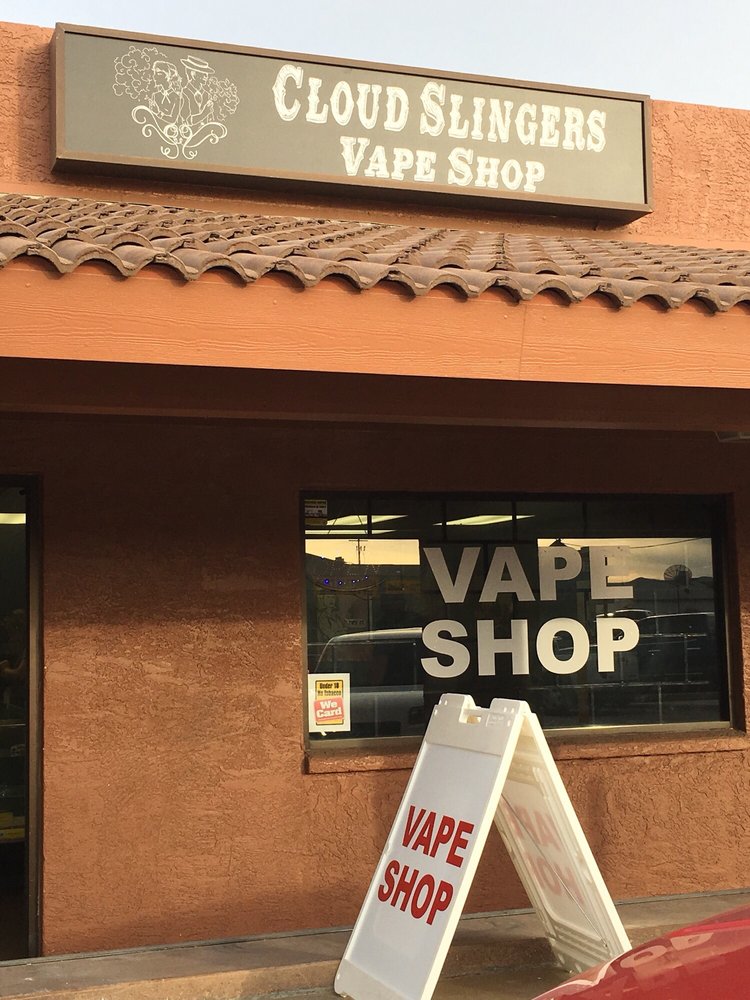 CLOUD SLINGERS
VAPE SHOP
VAPE
SHOP
Under 18
No Tobacco
We
Card
VAPE
SHOP